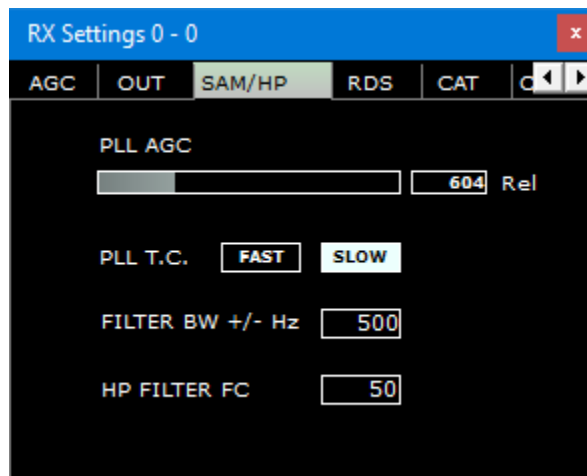 RX Settings 0 - 0 x
AGC OUT SAM/HP RDS CAT
PLL AGC
604 Rel
PLL T.C. FAST SLOW
FILTER BW +/- Hz 500
HP FILTER FC 50